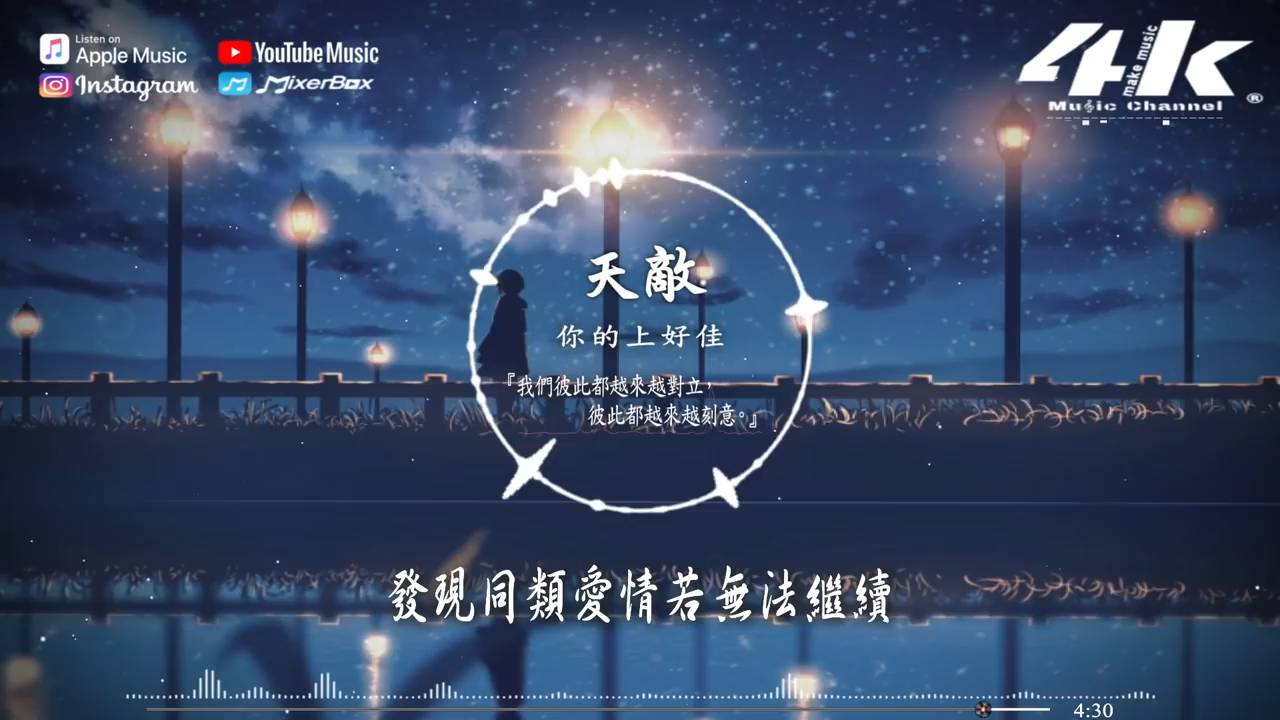 Listen on
Apple Music
YouTube Music
Instagram
MixerBox
4k
make music
Music Channel
®
天敵
你的上好佳
『我們彼此都越來越對立，
彼此都越來越刻意。』
發現同類愛情若無法繼續
4:30